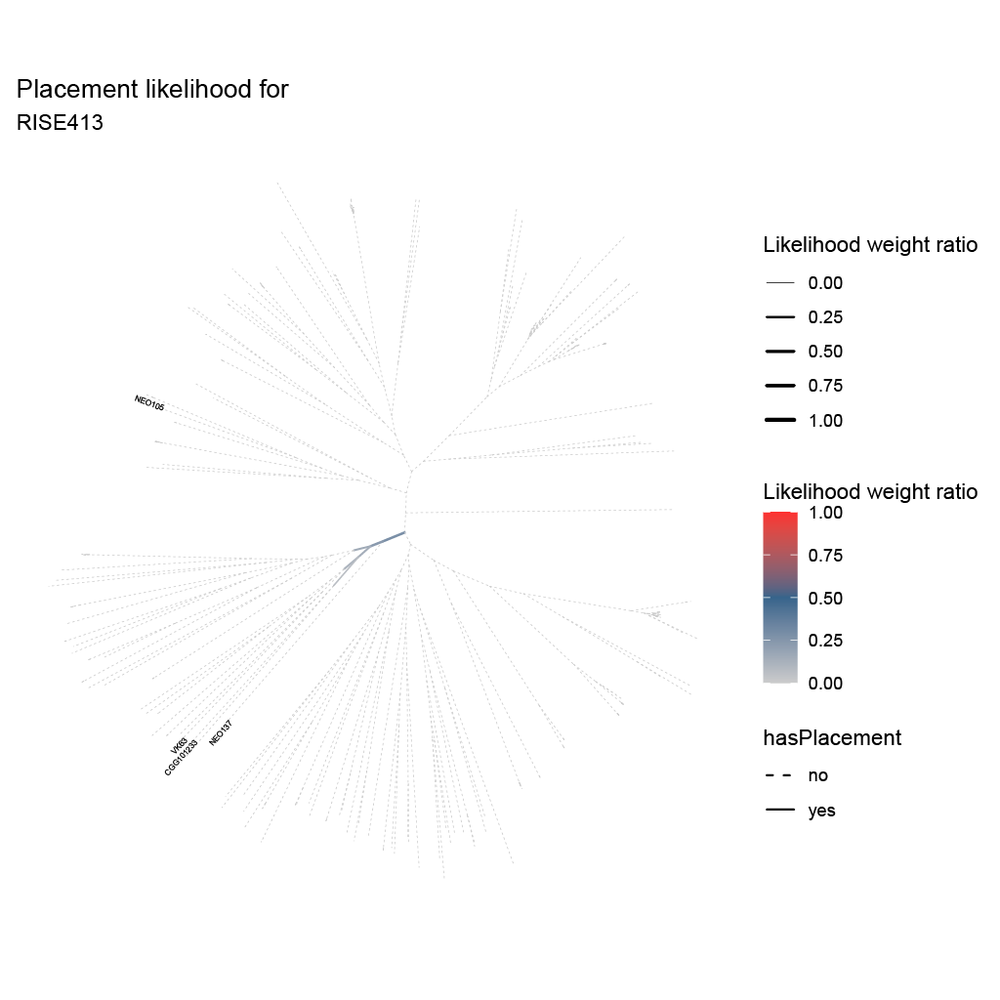 Placement likelihood for
RISE413
NEO105
VK63
CGG101233
NEO137
Likelihood weight ratio
0.00
0.25
0.50
0.75
1.00
Likelihood weight ratio
1.00
0.75
0.50
0.25
0.00
hasPlacement
no
yes